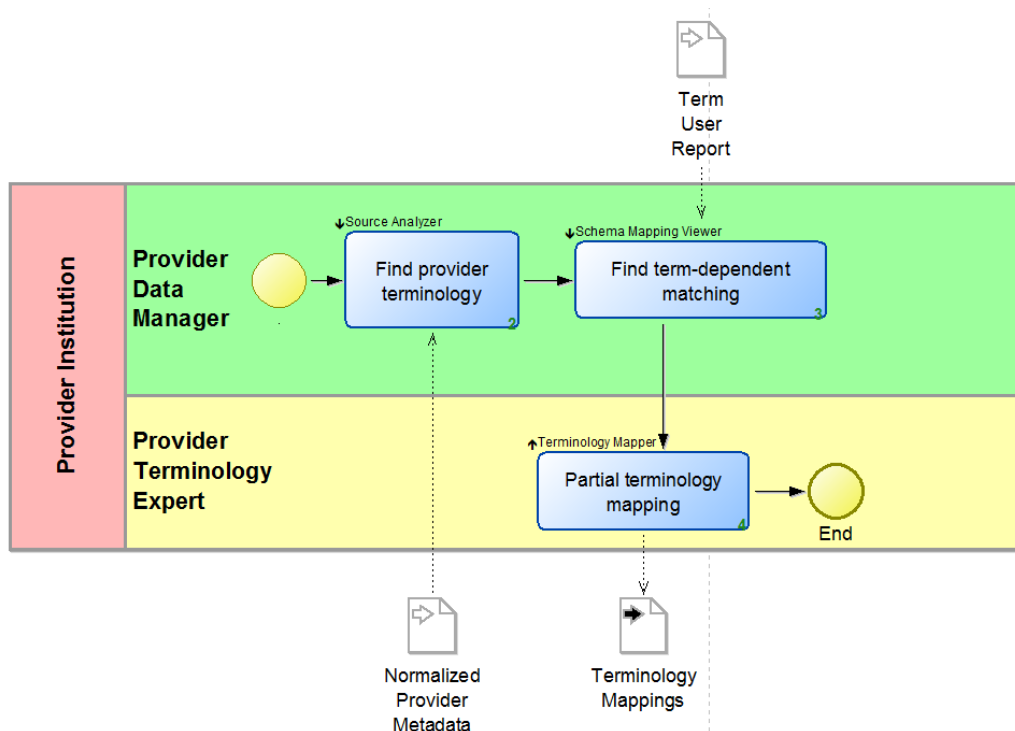 Term
User
Report
Provider Institution
Provider
Data
Manager
Source Analyzer
Find provider
terminology
2
Schema Mapping Viewer
Find term-dependent
matching
3
Provider
Terminology
Expert
Terminology Mapper
Partial terminology
mapping
4
End
Normalized
Provider
Metadata
Terminology
Mappings